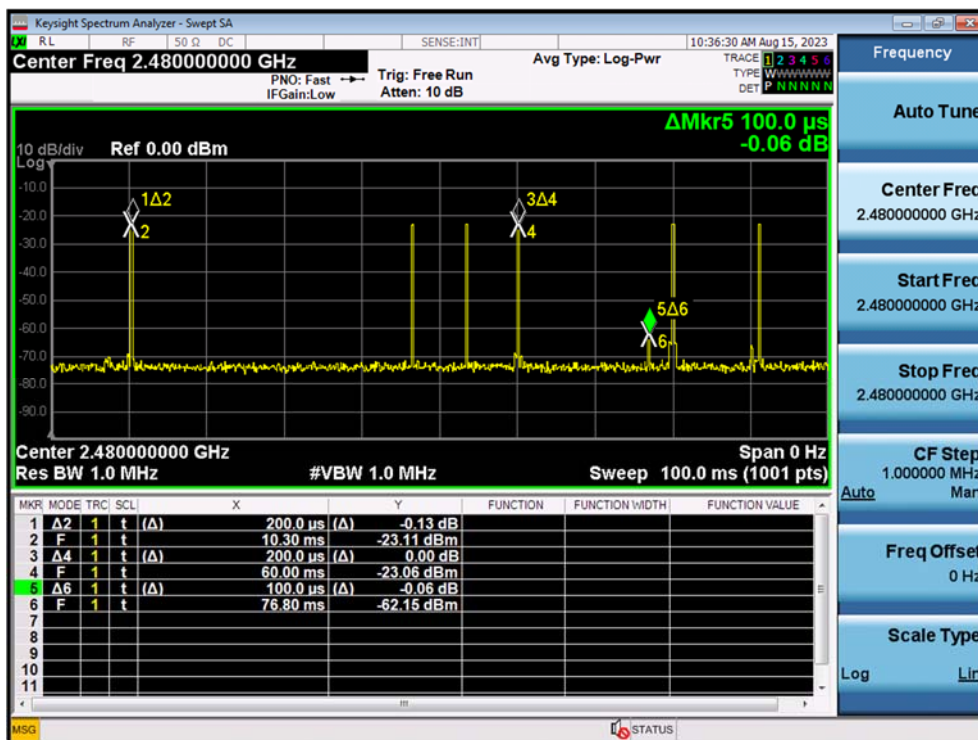 Keysight Spectrum Analyzer - Swept SA
LXI RL RF 50 Ω DC SENSE:INT 10:36:30 AM Aug 15, 2023
Center Freq 2.480000000 GHz
PNO: Fast
IFGain:Low
Trig: Free Run
Atten: 10 dB
Avg Type: Log-Pwr
TRACE 1 2 3 4 5 6
TYPE WWWWWW
DET P N N N N N
ΔMkr5 100.0 µs
-0.06 dB
10 dB/div Ref 0.00 dBm
Log
-10.0
-20.0
-30.0
-40.0
-50.0
-60.0
-70.0
-80.0
-90.0
1Δ2
2
3Δ4
4
5Δ6
6
Center 2.480000000 GHz Span 0 Hz
Res BW 1.0 MHz #VBW 1.0 MHz Sweep 100.0 ms (1001 pts)
MKR MODE TRC SCL X Y FUNCTION FUNCTION WIDTH FUNCTION VALUE
1 Δ2 1 t (Δ) 200.0 µs (Δ) -0.13 dB
2 F 1 t 10.30 ms -23.11 dBm
3 Δ4 1 t (Δ) 200.0 µs (Δ) 0.00 dB
4 F 1 t 60.00 ms -23.06 dBm
5 Δ6 1 t (Δ) 100.0 µs (Δ) -0.06 dB
6 F 1 t 76.80 ms -62.15 dBm
7
8
9
10
11
MSG STATUS
Frequency
Auto Tune
Center Freq
2.480000000 GHz
Start Freq
2.480000000 GHz
Stop Freq
2.480000000 GHz
CF Step
1.000000 MHz
Auto Man
Freq Offset
0 Hz
Scale Type
Log Lin